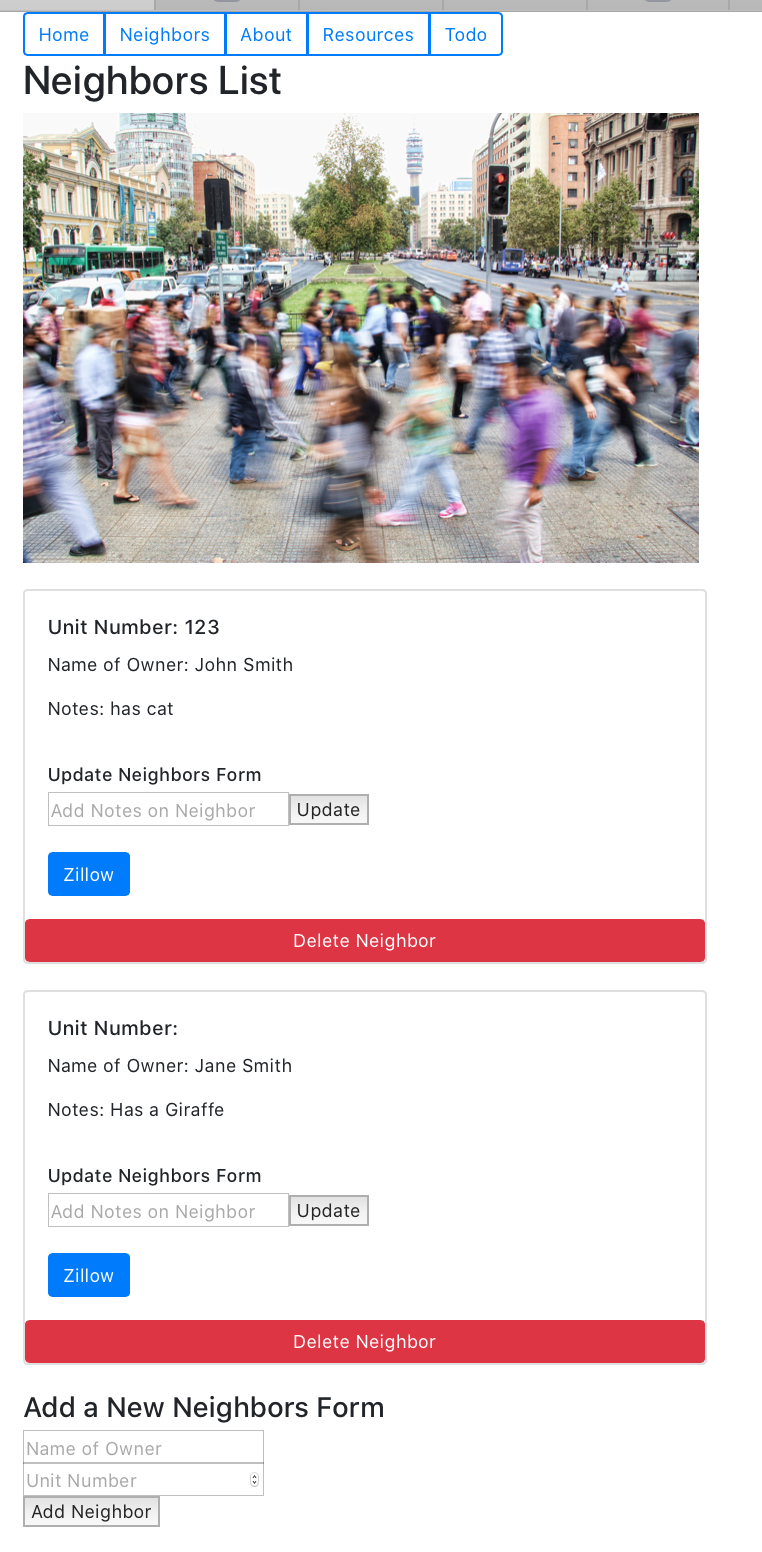 Home Neighbors About Resources Todo
Neighbors List
Unit Number: 123
Name of Owner: John Smith
Notes: has cat
Update Neighbors Form
Add Notes on Neighbor Update
Zillow
Delete Neighbor
Unit Number:
Name of Owner: Jane Smith
Notes: Has a Giraffe
Update Neighbors Form
Add Notes on Neighbor Update
Zillow
Delete Neighbor
Add a New Neighbors Form
Name of Owner
Unit Number
Add Neighbor